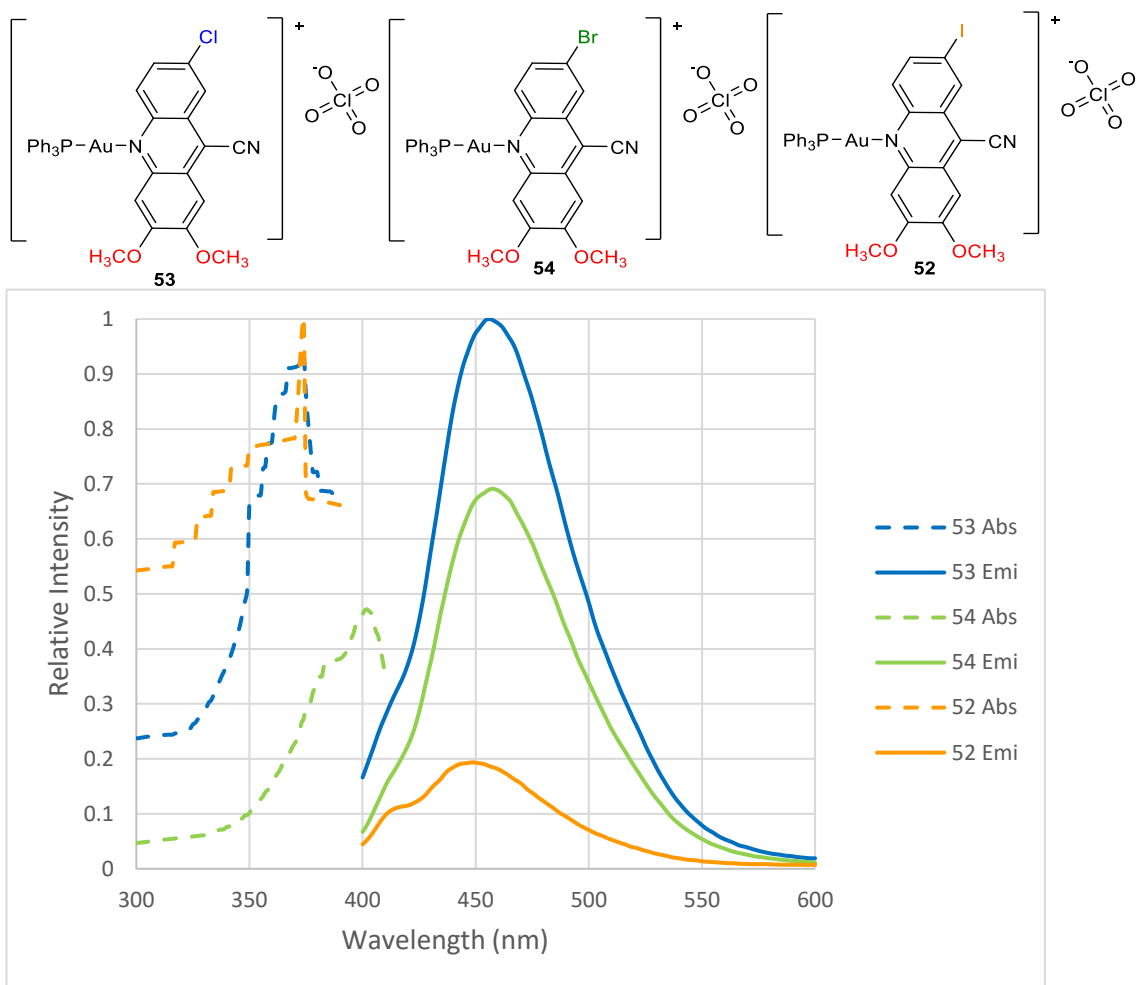 Cl
+
-O
O
Cl
O
O
Ph3P-Au-N
CN
H3CO
OCH3
53
Br
+
-O
O
Cl
O
O
Ph3P-Au-N
CN
H3CO
OCH3
54
I
+
-O
O
Cl
O
O
Ph3P-Au-N
CN
H3CO
OCH3
52
1
0.9
0.8
0.7
0.6
0.5
0.4
0.3
0.2
0.1
0
Relative Intensity
300 350 400 450 500 550 600
Wavelength (nm)
53 Abs
53 Emi
54 Abs
54 Emi
52 Abs
52 Emi